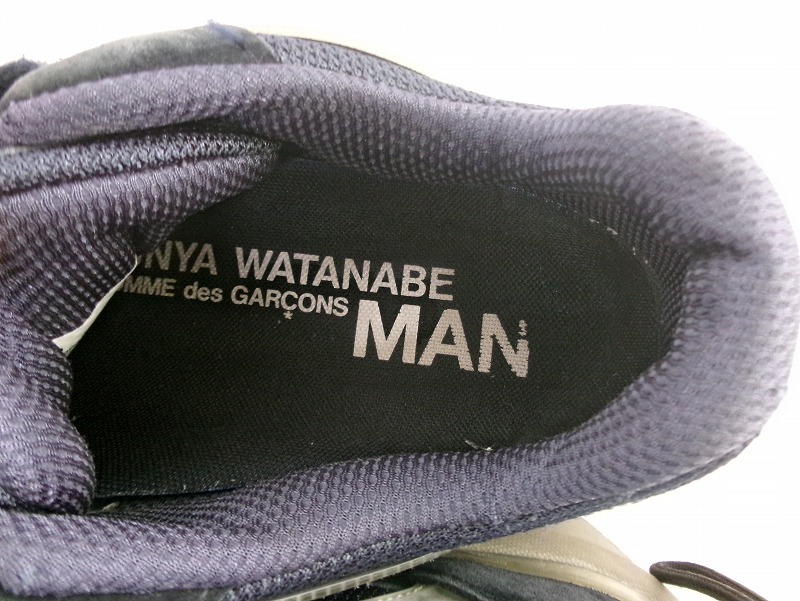 NYA WATANABE
MME des GARÇONS
*
MAN